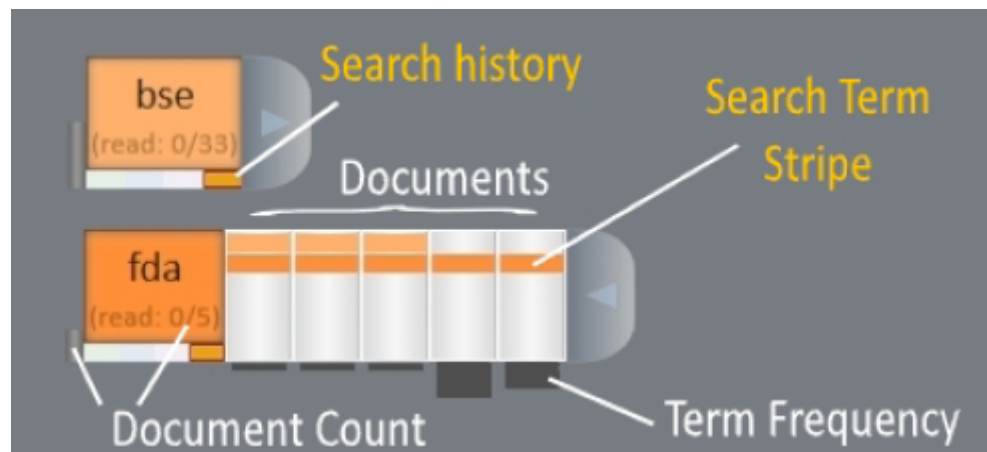 Search history
bse
(read: 0/33)
Search Term
Stripe
Documents
fda
(read: 0/5)
Document Count
Term Frequency